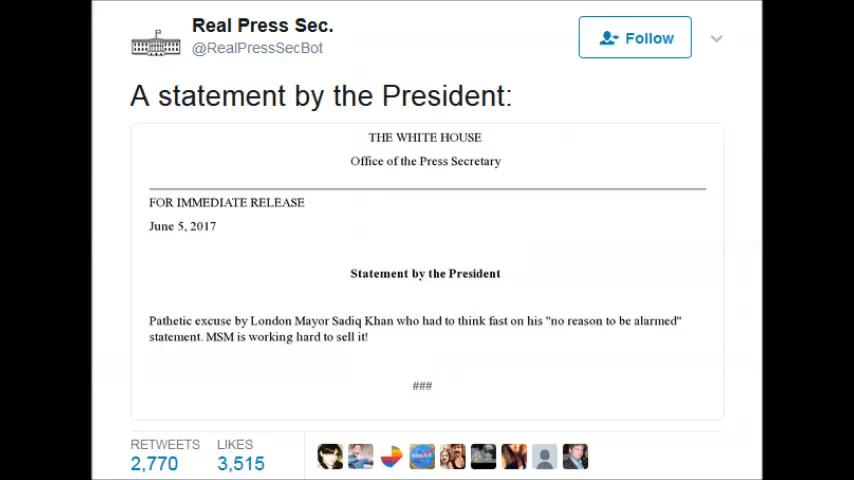 Real Press Sec.
@RealPressSecBot
Follow
A statement by the President:
THE WHITE HOUSE
Office of the Press Secretary
FOR IMMEDIATE RELEASE
June 5, 2017
Statement by the President
Pathetic excuse by London Mayor Sadiq Khan who had to think fast on his "no reason to be alarmed"
statement. MSM is working hard to sell it!
###
RETWEETS LIKES
2,770 3,515